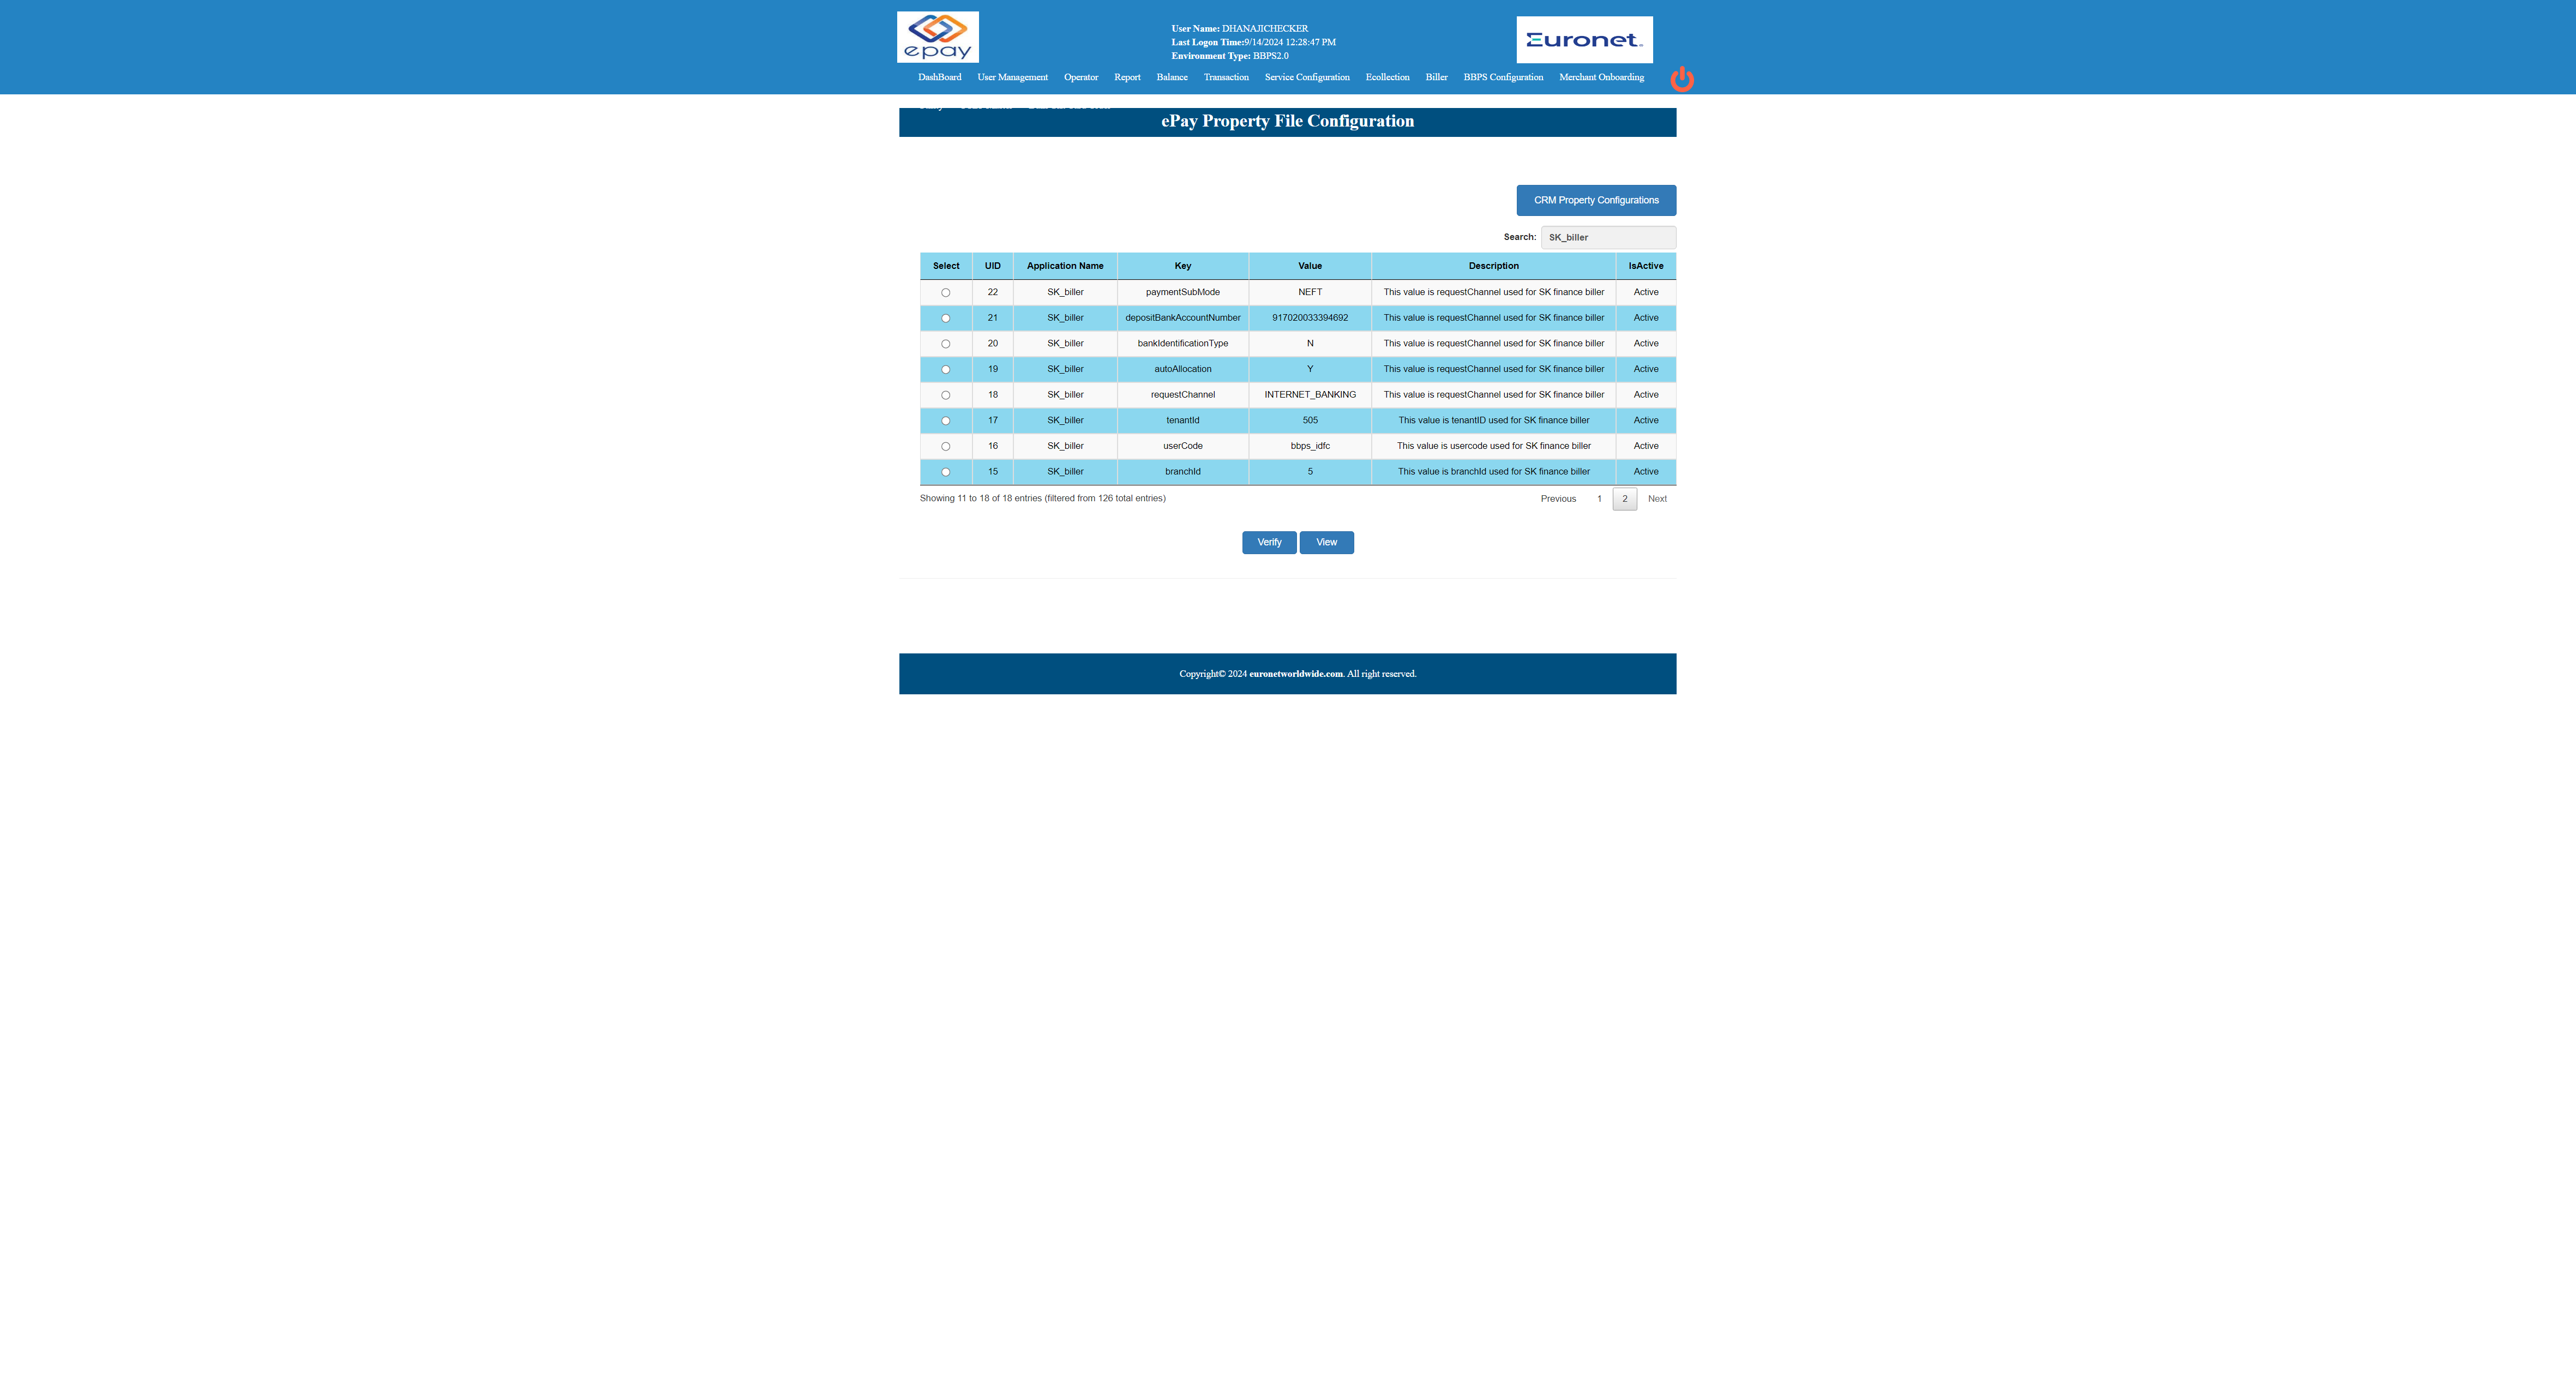 epay
User Name: DHANAJICHECKER
Last Logon Time:9/14/2024 12:28:47 PM
Environment Type: BBPS2.0
Euronet
DashBoard User Management Operator Report Balance Transaction Service Configuration Ecollection Biller BBPS Configuration Merchant Onboarding
ePay Property File Configuration
CRM Property Configurations
Search: SK_biller
Select UID Application Name Key Value Description IsActive
22 SK_biller paymentSubMode NEFT This value is requestChannel used for SK finance biller Active
21 SK_biller depositBankAccountNumber 917020033394692 This value is requestChannel used for SK finance biller Active
20 SK_biller bankIdentificationType N This value is requestChannel used for SK finance biller Active
19 SK_biller autoAllocation Y This value is requestChannel used for SK finance biller Active
18 SK_biller requestChannel INTERNET_BANKING This value is requestChannel used for SK finance biller Active
17 SK_biller tenantId 505 This value is tenantID used for SK finance biller Active
16 SK_biller userCode bbps_idfc This value is usercode used for SK finance biller Active
15 SK_biller branchId 5 This value is branchId used for SK finance biller Active
Showing 11 to 18 of 18 entries (filtered from 126 total entries) Previous 1 2 Next
Verify View
Copyright© 2024 euronetworldwide.com. All right reserved.